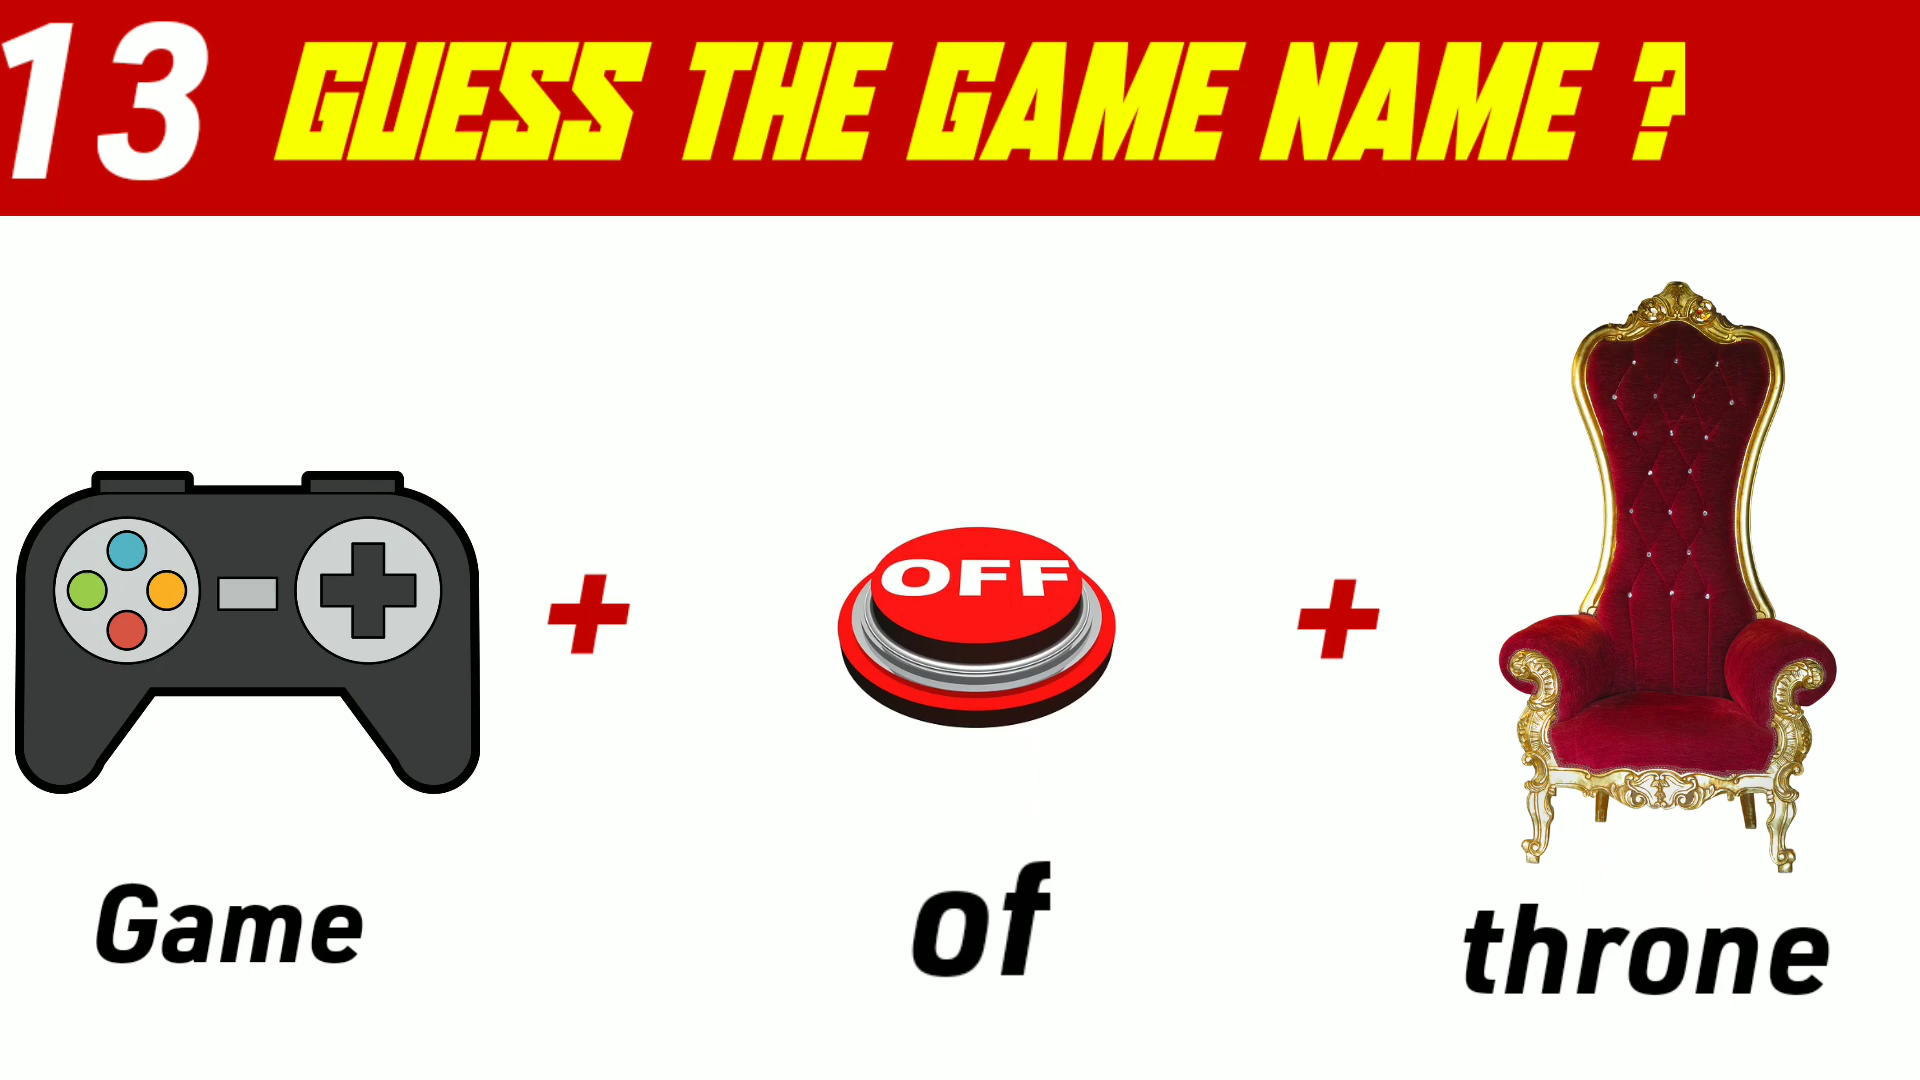 13 GUESS THE GAME NAME ?
OFF
Game
of
throne